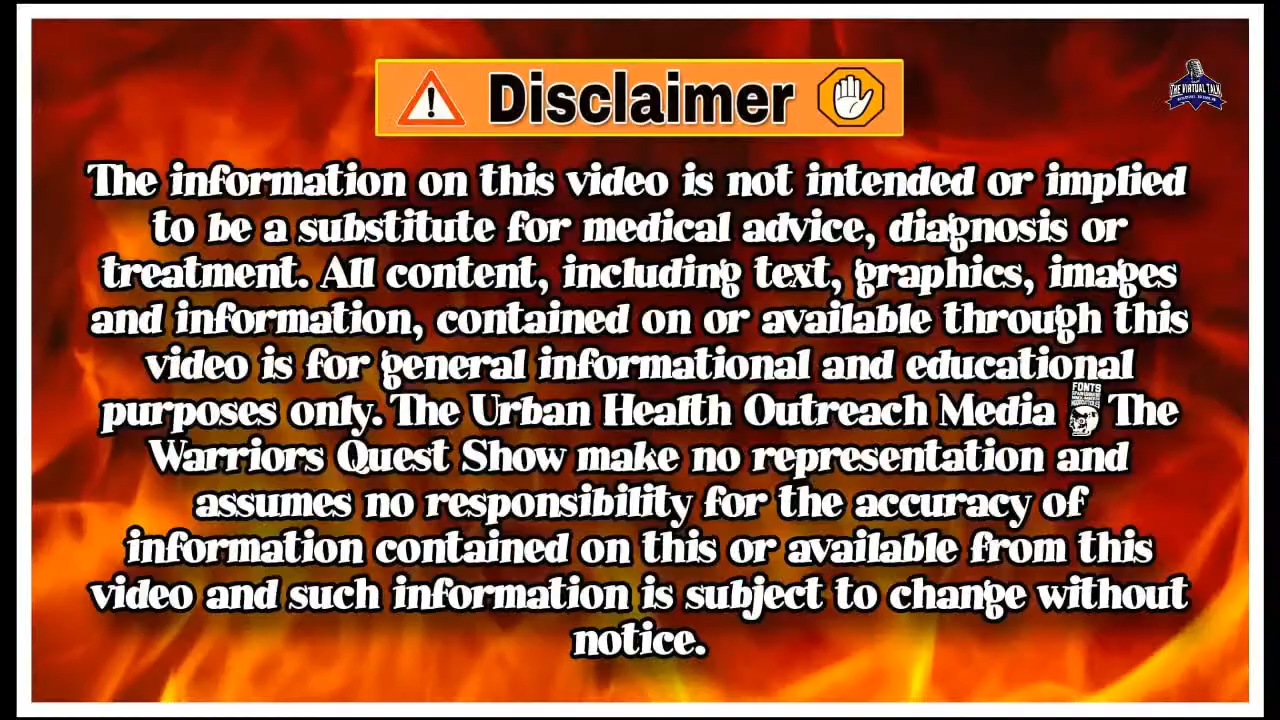 Disclaimer
THE VIRTUAL TALK
The information on this video is not intended or implied
to be a substitute for medical advice, diagnosis or
treatment. All content, including text, graphics, images
and information, contained on or available through this
video is for general informational and educational
purposes only. The Urban Health Outreach Media FONTS The
Warriors Quest Show make no representation and
assumes no responsibility for the accuracy of
information contained on this or available from this
video and such information is subject to change without
notice.